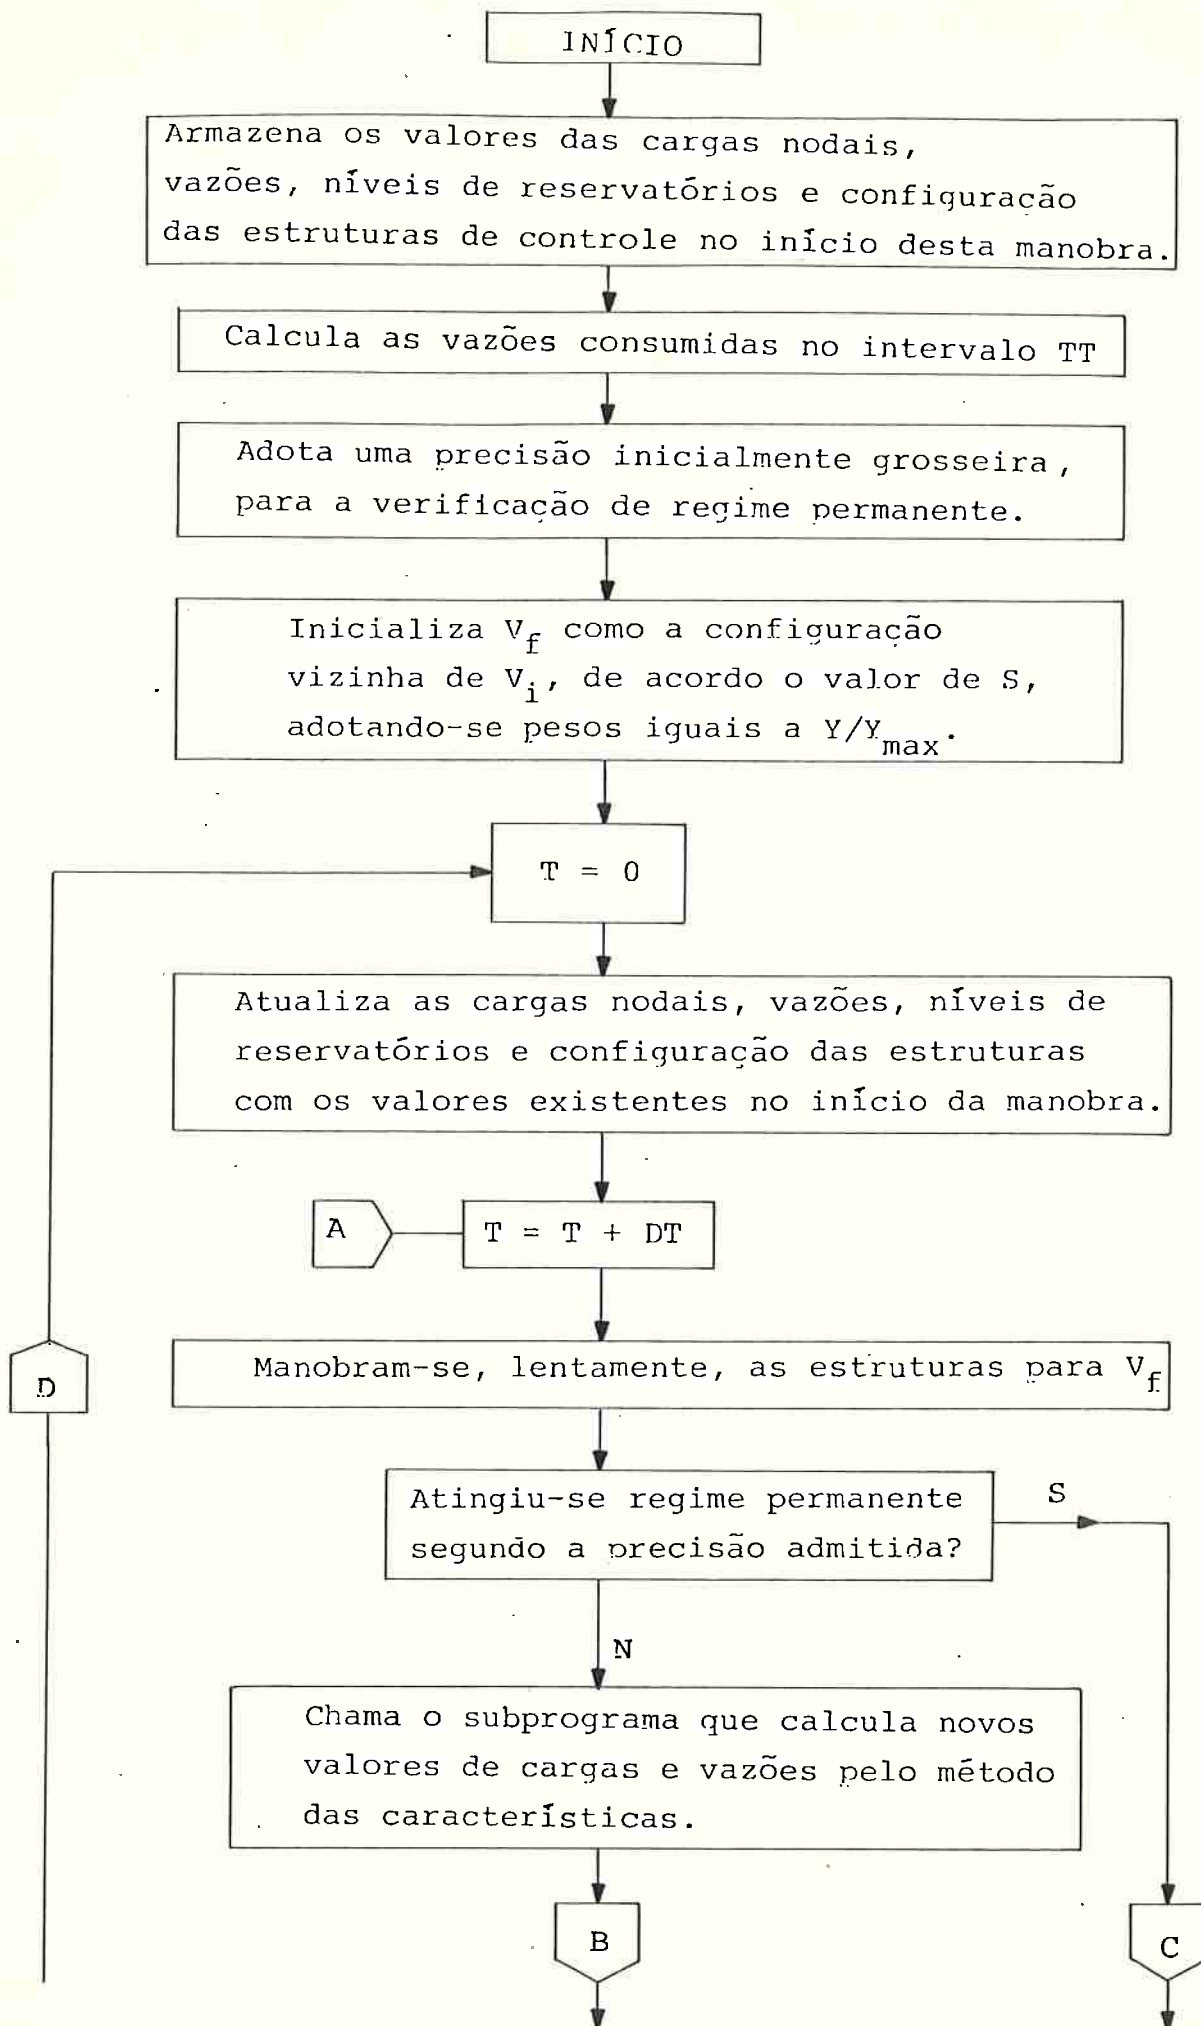 INÍCIO
Armazena os valores das cargas nodais,
vazões, níveis de reservatórios e configuração
das estruturas de controle no início desta manobra.
Calcula as vazões consumidas no intervalo TT
Adota uma precisão inicialmente grosseira,
para a verificação de regime permanente.
Inicializa V_f como a configuração
vizinha de V_i, de acordo o valor de S,
adotando-se pesos iguais a Y/Y_max.
T = 0
Atualiza as cargas nodais, vazões, níveis de
reservatórios e configuração das estruturas
com os valores existentes no início da manobra.
A
T = T + DT
Manobram-se, lentamente, as estruturas para V_f
D
Atingiu-se regime permanente
segundo a precisão admitida?
S
N
Chama o subprograma que calcula novos
valores de cargas e vazões pelo método
das características.
B
C